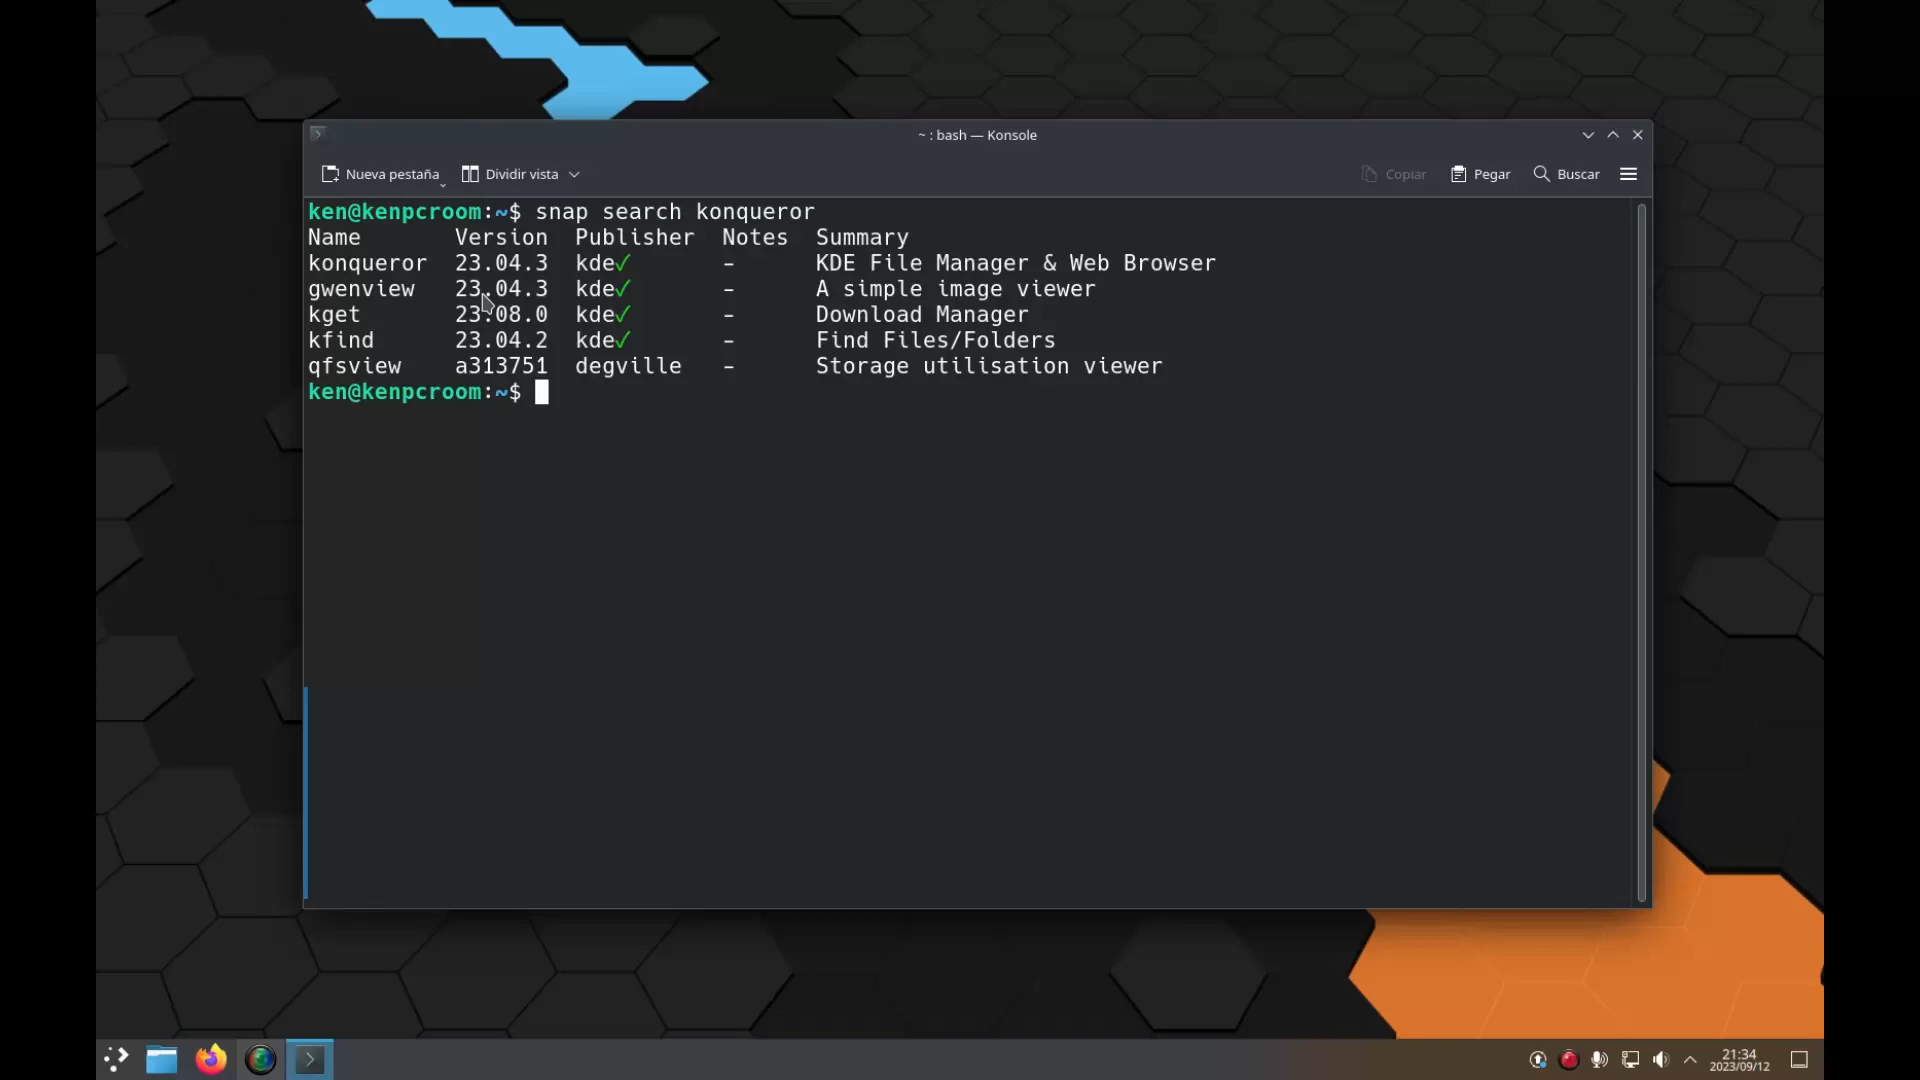 ~ : bash — Konsole
Nueva pestaña Dividir vista Copiar Pegar Buscar
ken@kenpcroom:~$ snap search konqueror
Name Version Publisher Notes Summary
konqueror 23.04.3 kde✓ - KDE File Manager & Web Browser
gwenview 23.04.3 kde✓ - A simple image viewer
kget 23.08.0 kde✓ - Download Manager
kfind 23.04.2 kde✓ - Find Files/Folders
qfsview a313751 degville - Storage utilisation viewer
ken@kenpcroom:~$
21:34
2023/09/12